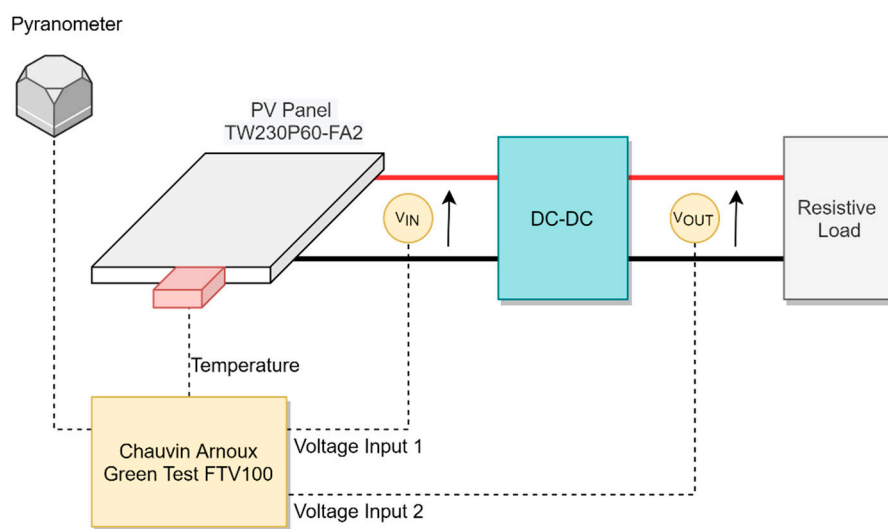 Pyranometer
PV Panel
TW230P60-FA2
VIN
DC-DC
VOUT
Resistive
Load
Temperature
Chauvin Arnoux
Green Test FTV100
Voltage Input 1
Voltage Input 2